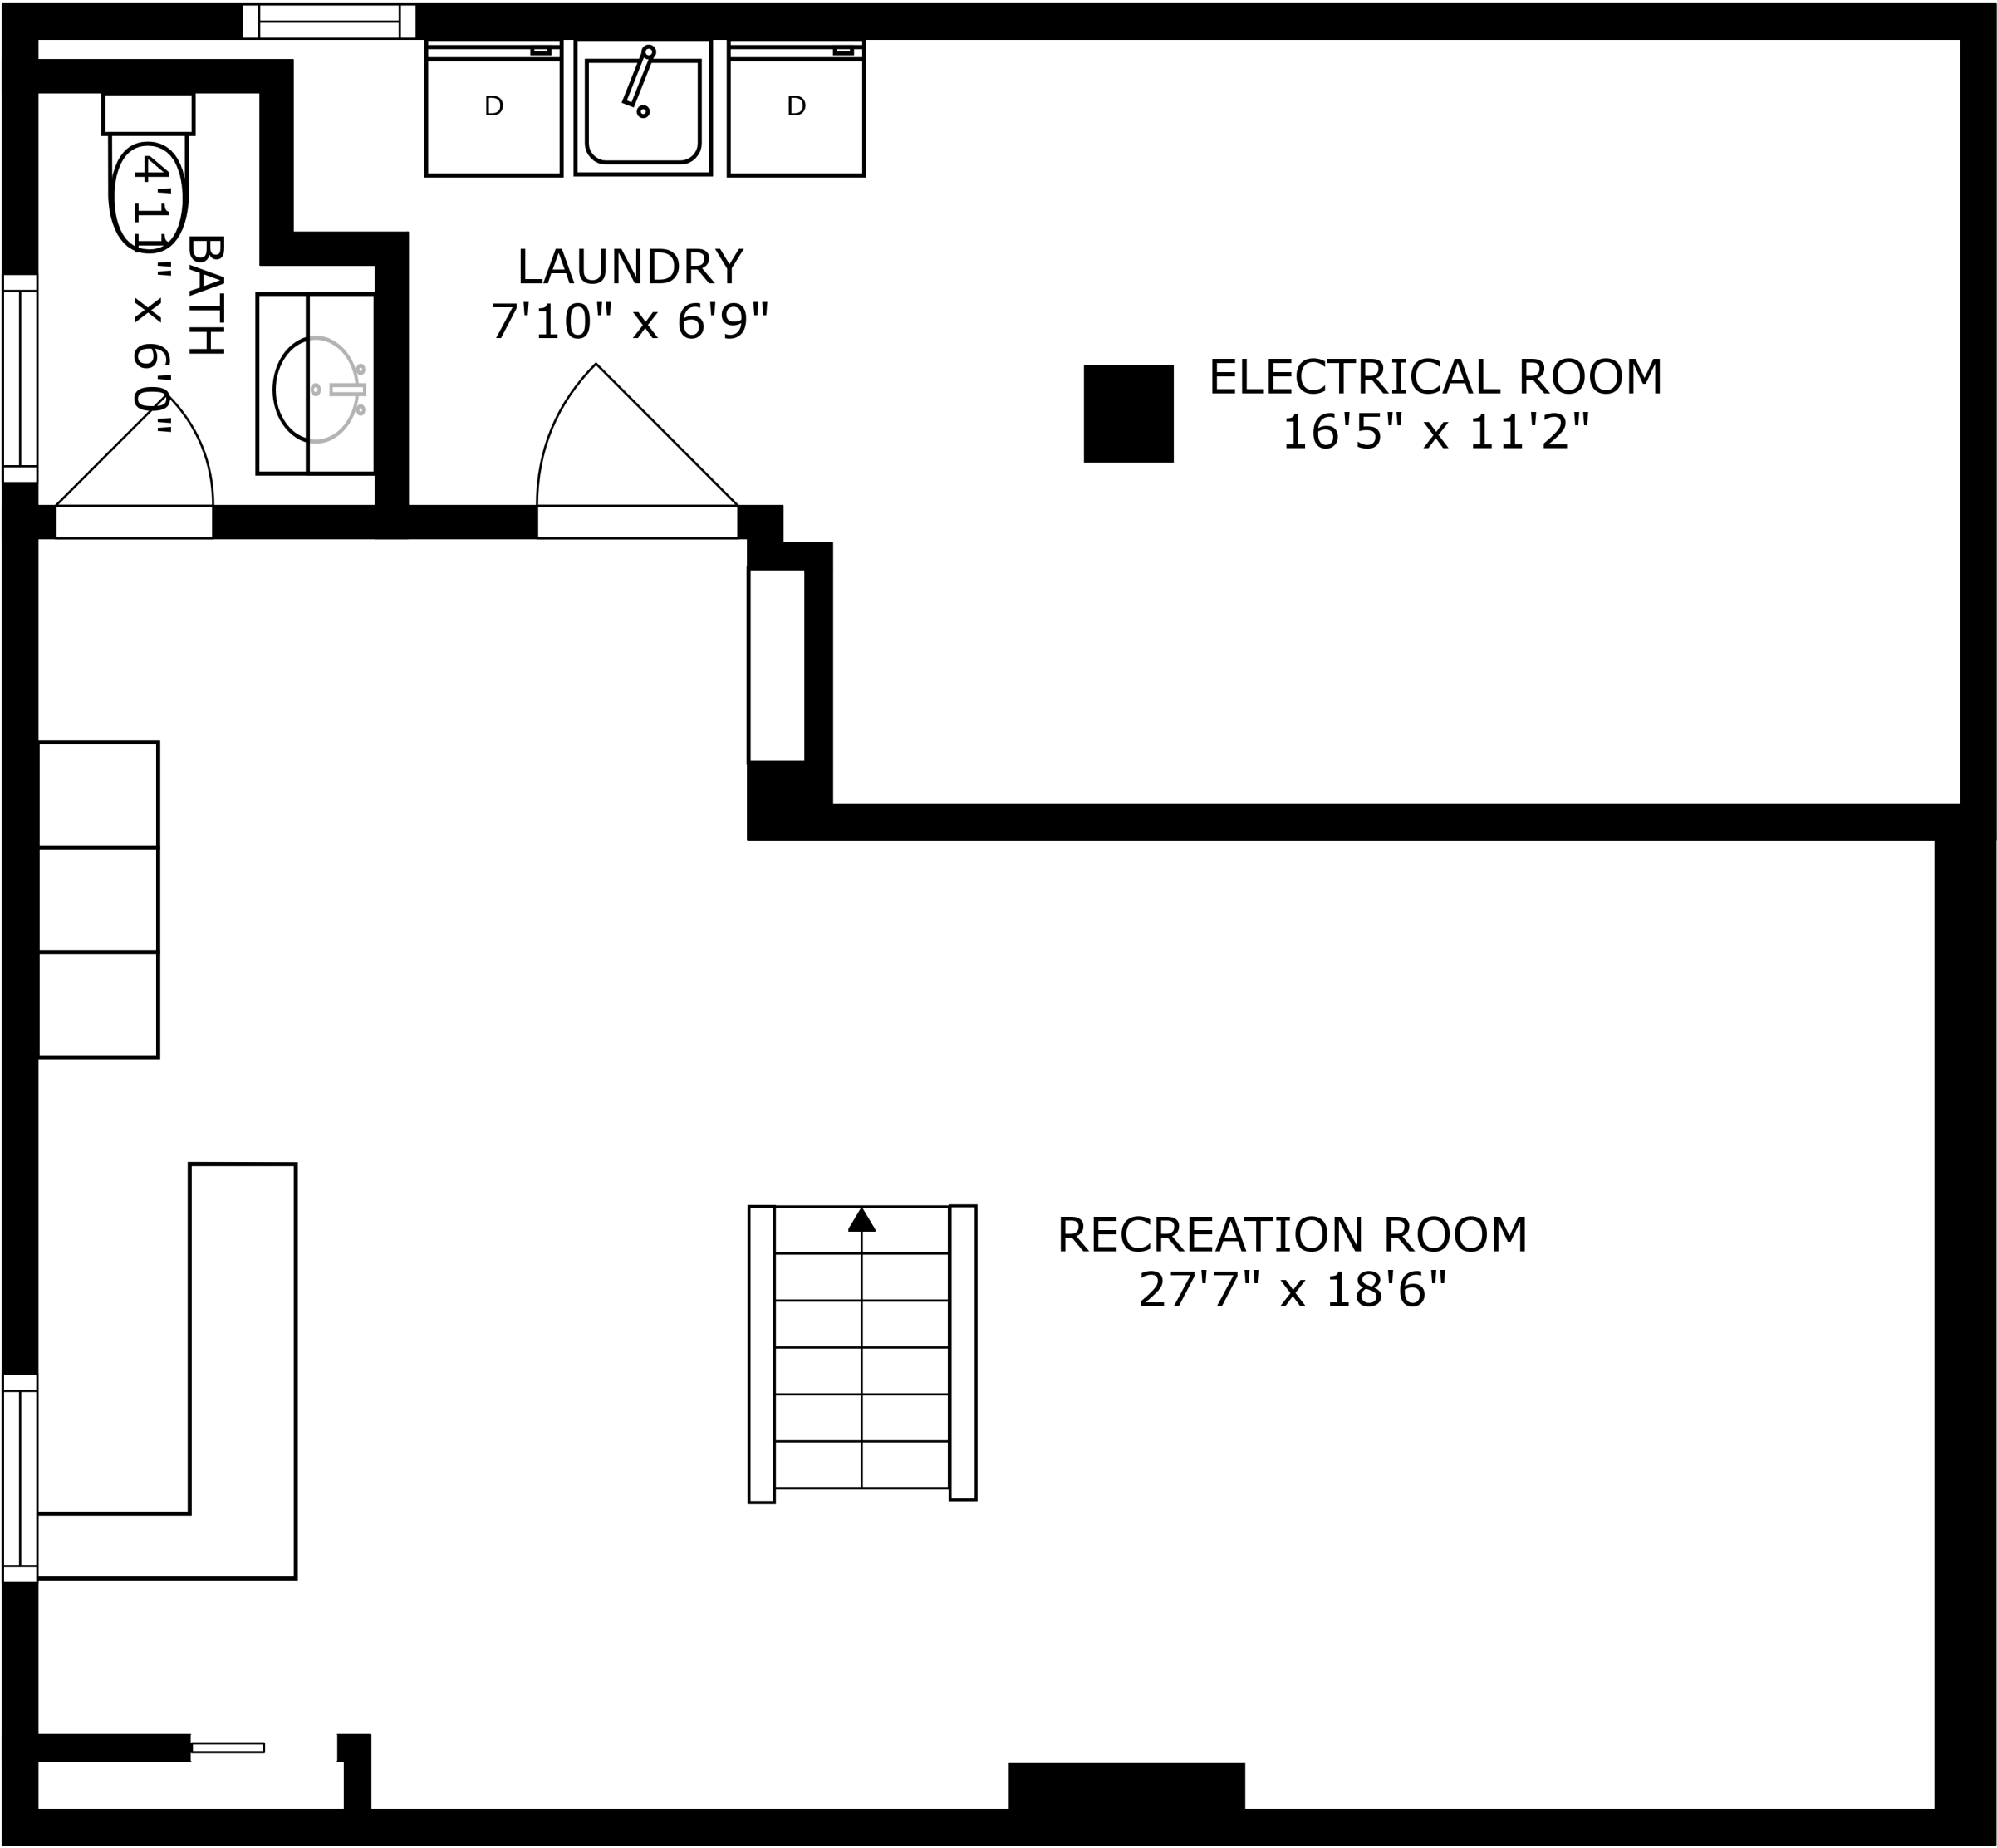 D
D
BATH
4'11" x 6'0"
LAUNDRY
7'10" x 6'9"
ELECTRICAL ROOM
16'5" x 11'2"
RECREATION ROOM
27'7" x 18'6"